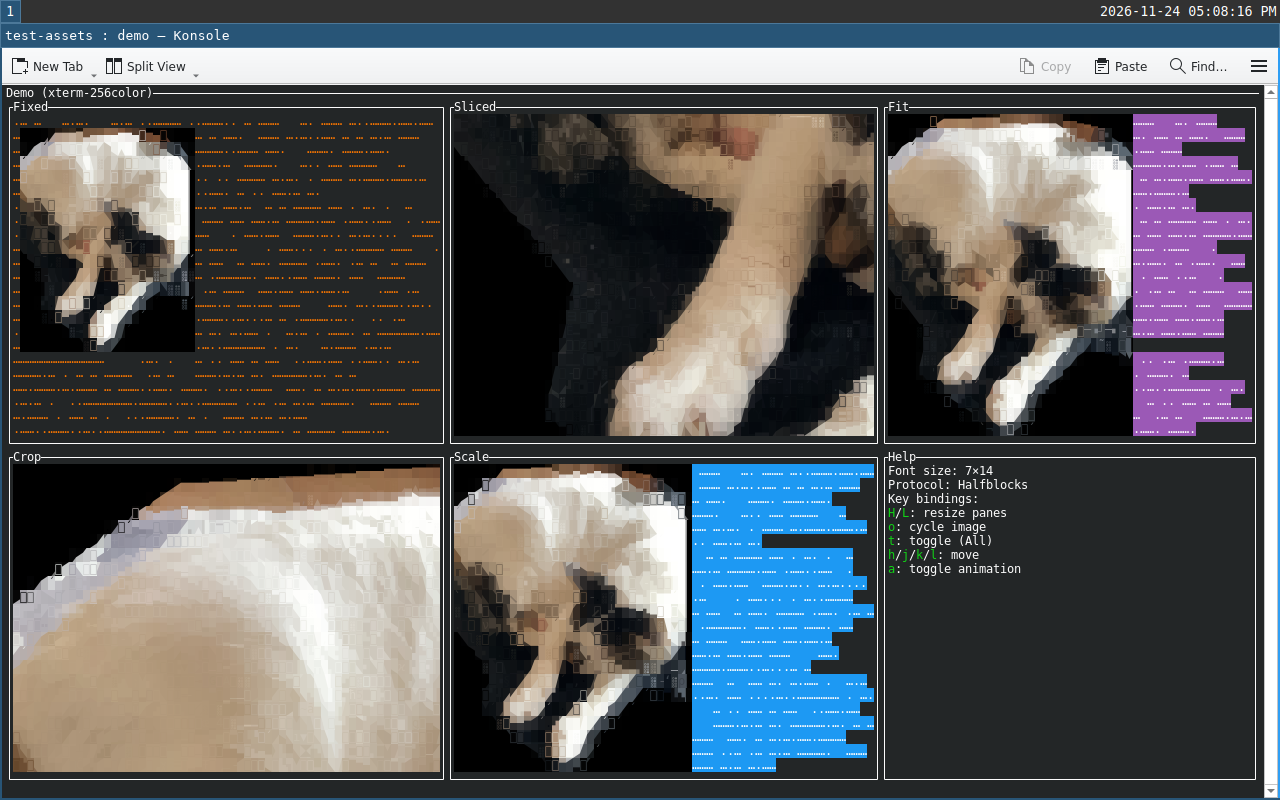 1
2026-11-24 05:08:16 PM
test-assets : demo — Konsole
New Tab
Split View
Copy
Paste
Find...
Demo (xterm-256color)
Fixed
Sliced
Fit
Crop
Scale
Help
Font size: 7×14
Protocol: Halfblocks
Key bindings:
H/L: resize panes
o: cycle image
t: toggle (All)
h/j/k/l: move
a: toggle animation